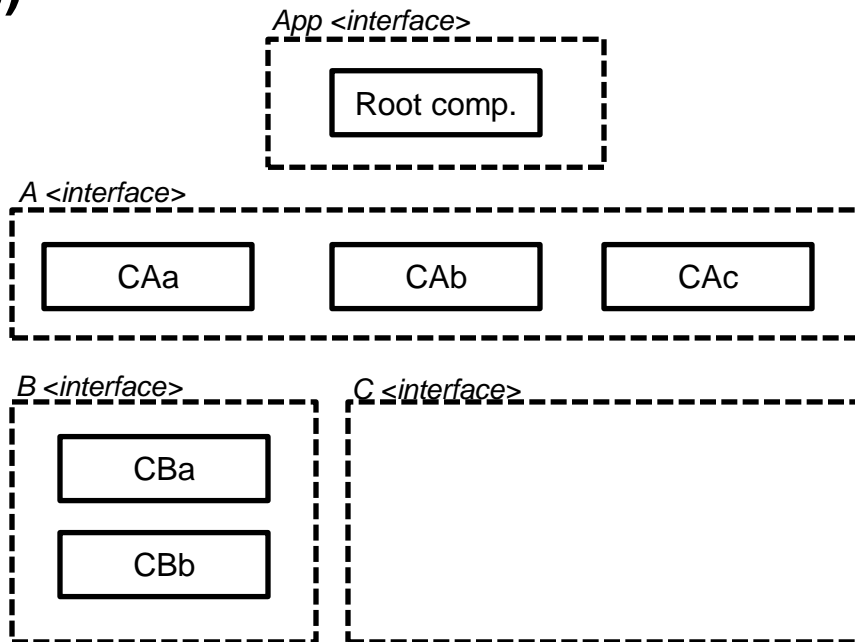 )
App <interface>
Root comp.
A <interface>
CAa CAb CAc
B <interface> C <interface>
CBa
CBb